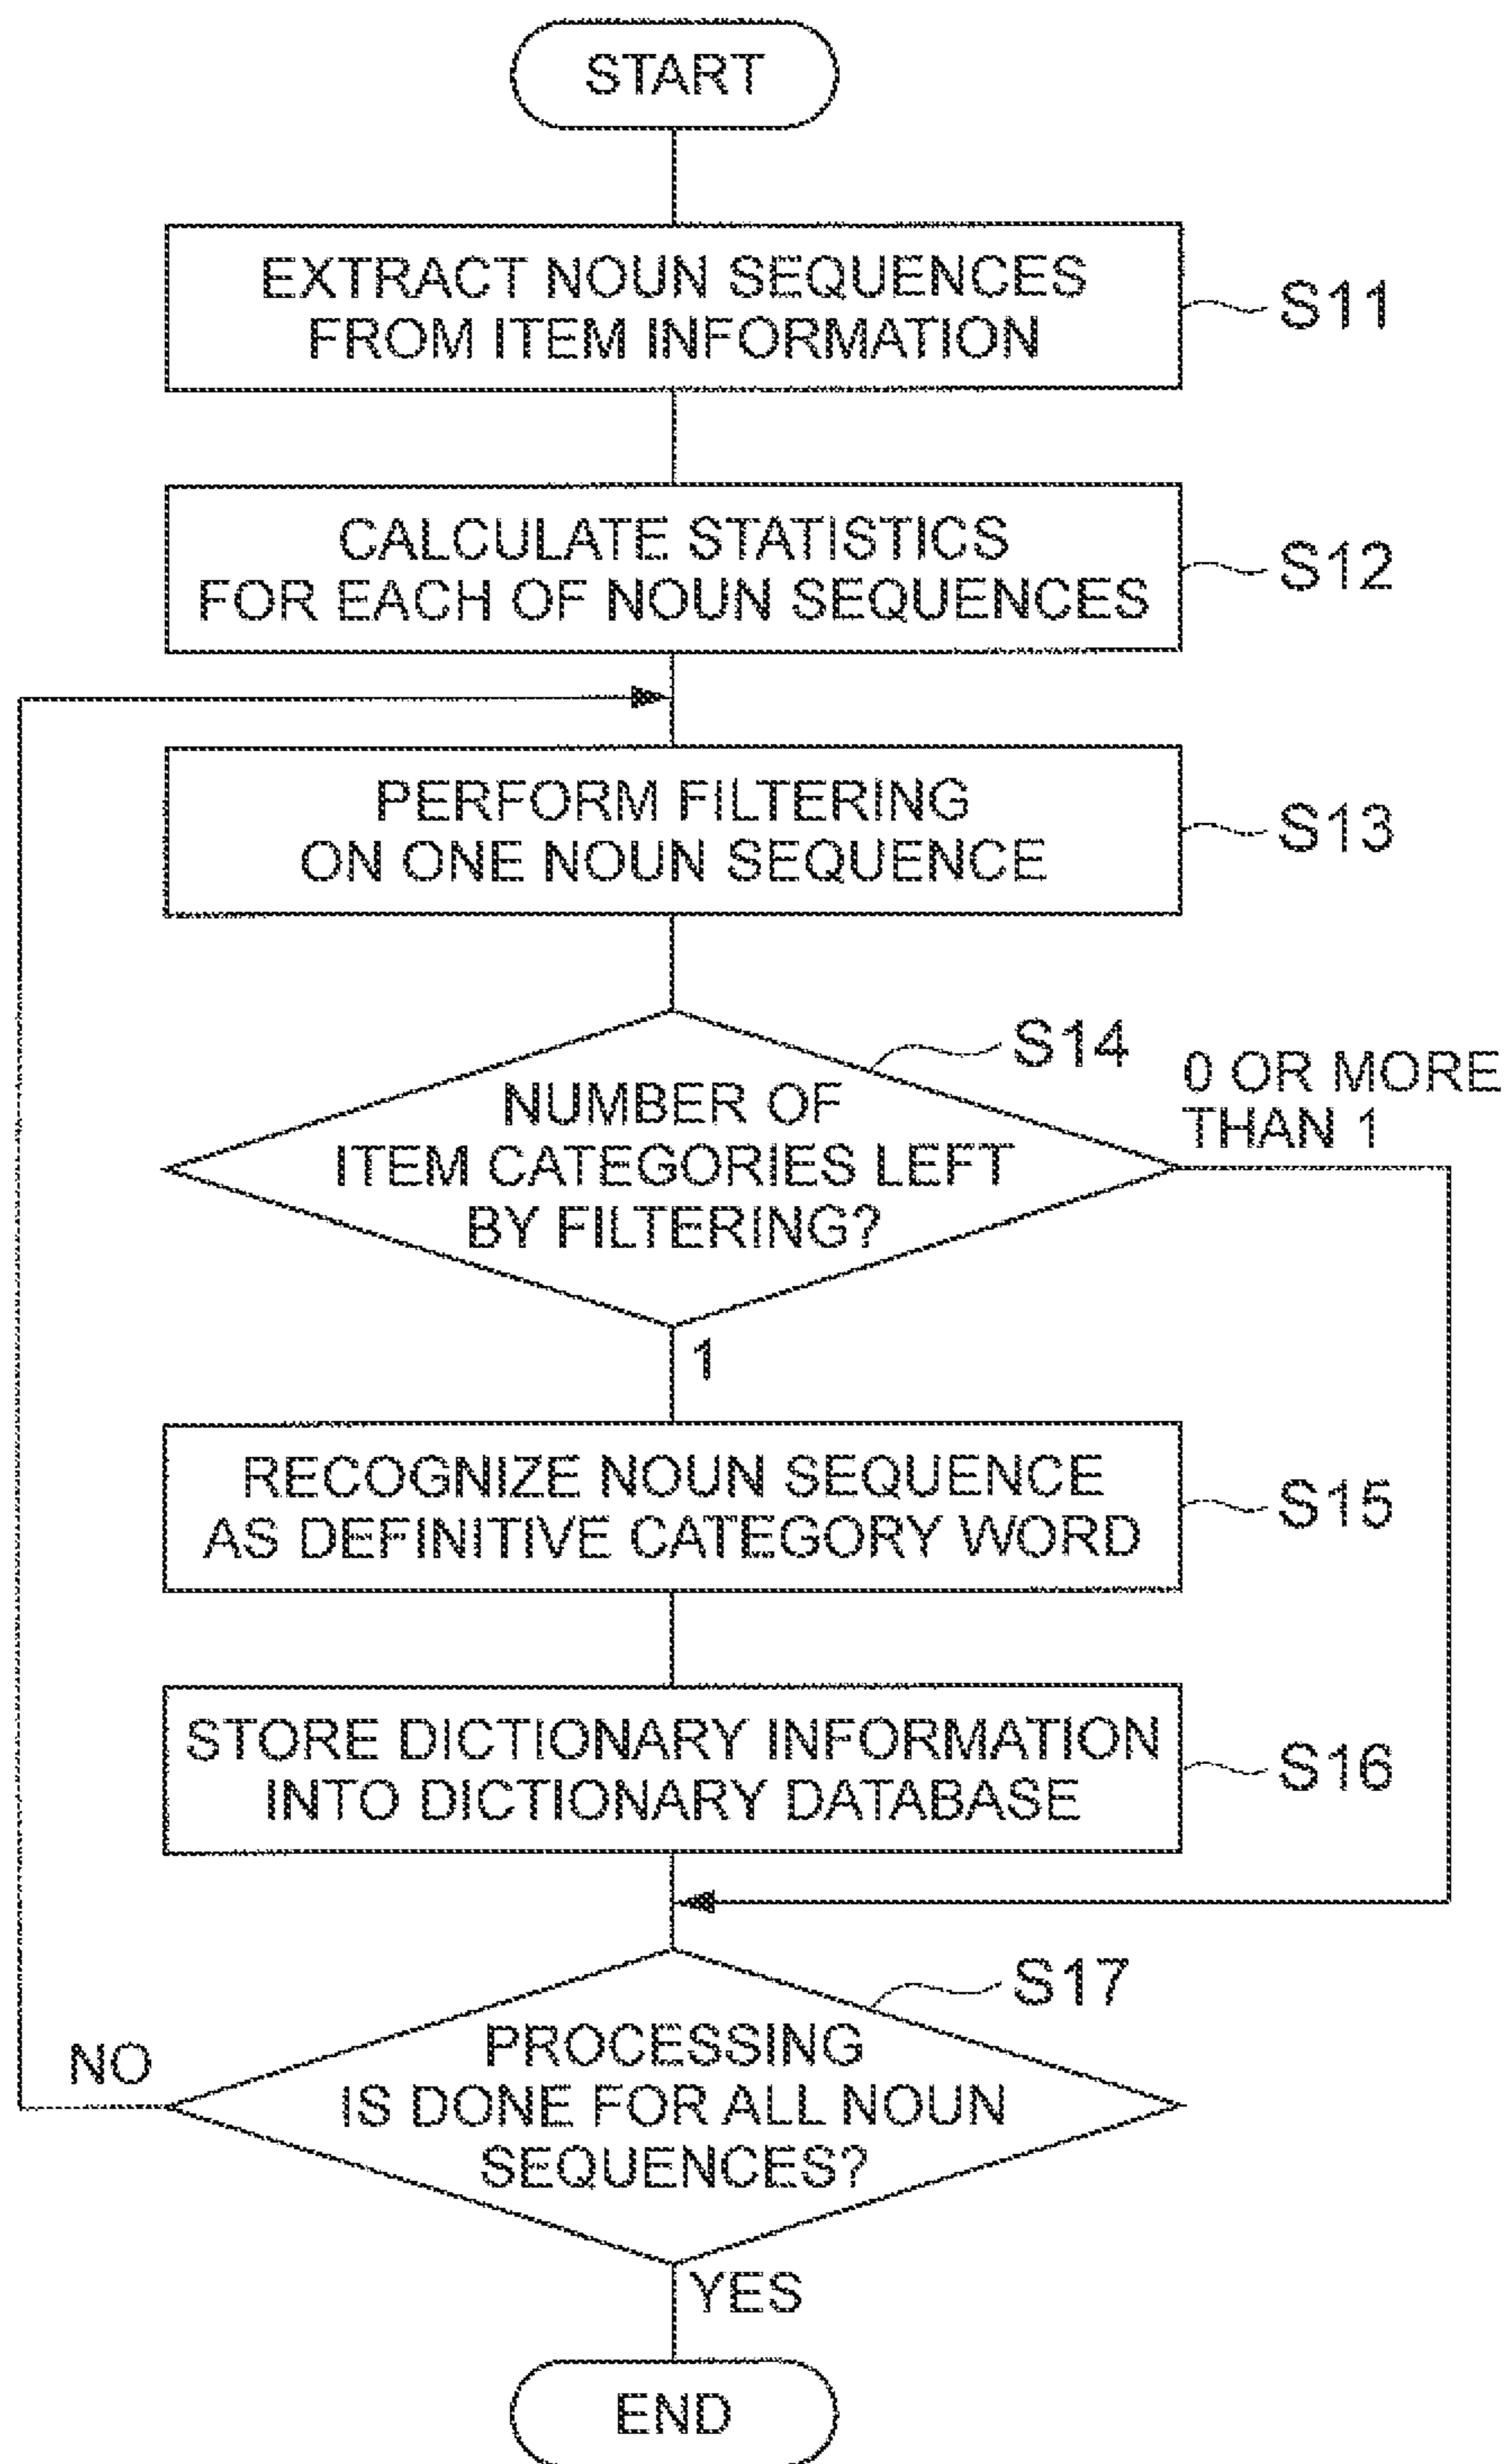 START
EXTRACT NOUN SEQUENCES
FROM ITEM INFORMATION
S11
CALCULATE STATISTICS
FOR EACH OF NOUN SEQUENCES
S12
PERFORM FILTERING
ON ONE NOUN SEQUENCE
S13
S14
0 OR MORE
THAN 1
NUMBER OF
ITEM CATEGORIES LEFT
BY FILTERING?
1
RECOGNIZE NOUN SEQUENCE
AS DEFINITIVE CATEGORY WORD
S15
STORE DICTIONARY INFORMATION
INTO DICTIONARY DATABASE
S16
S17
PROCESSING
IS DONE FOR ALL NOUN
SEQUENCES?
NO
YES
END